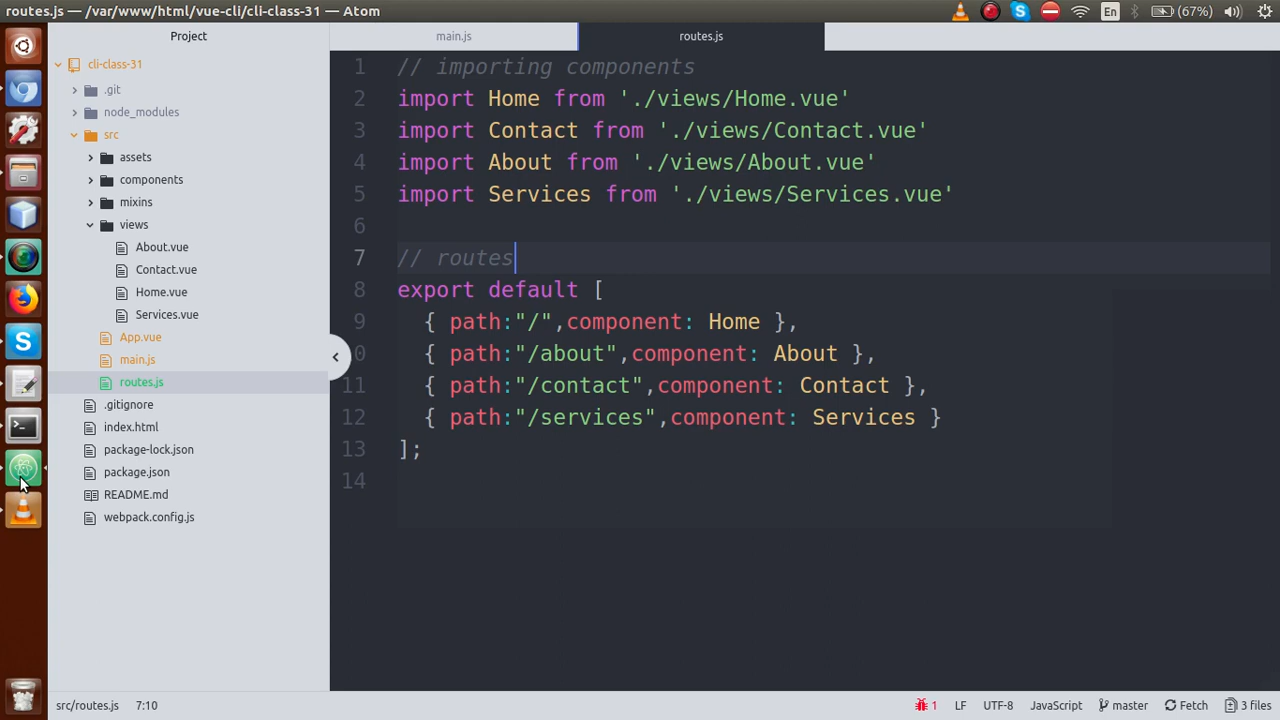 routes.js — /var/www/html/vue-cli/cli-class-31 — Atom
En
(67%)
Project
main.js
routes.js
cli-class-31
.git
node_modules
src
assets
components
mixins
views
About.vue
Contact.vue
Home.vue
Services.vue
App.vue
main.js
routes.js
.gitignore
index.html
package-lock.json
package.json
README.md
webpack.config.js
1 // importing components
2 import Home from './views/Home.vue'
3 import Contact from './views/Contact.vue'
4 import About from './views/About.vue'
5 import Services from './views/Services.vue'
6
7 // routes
8 export default [
9 { path:"/",component: Home },
0 { path:"/about",component: About },
11 { path:"/contact",component: Contact },
12 { path:"/services",component: Services }
13 ];
14
src/routes.js 7:10
1 LF UTF-8 JavaScript master Fetch 3 files